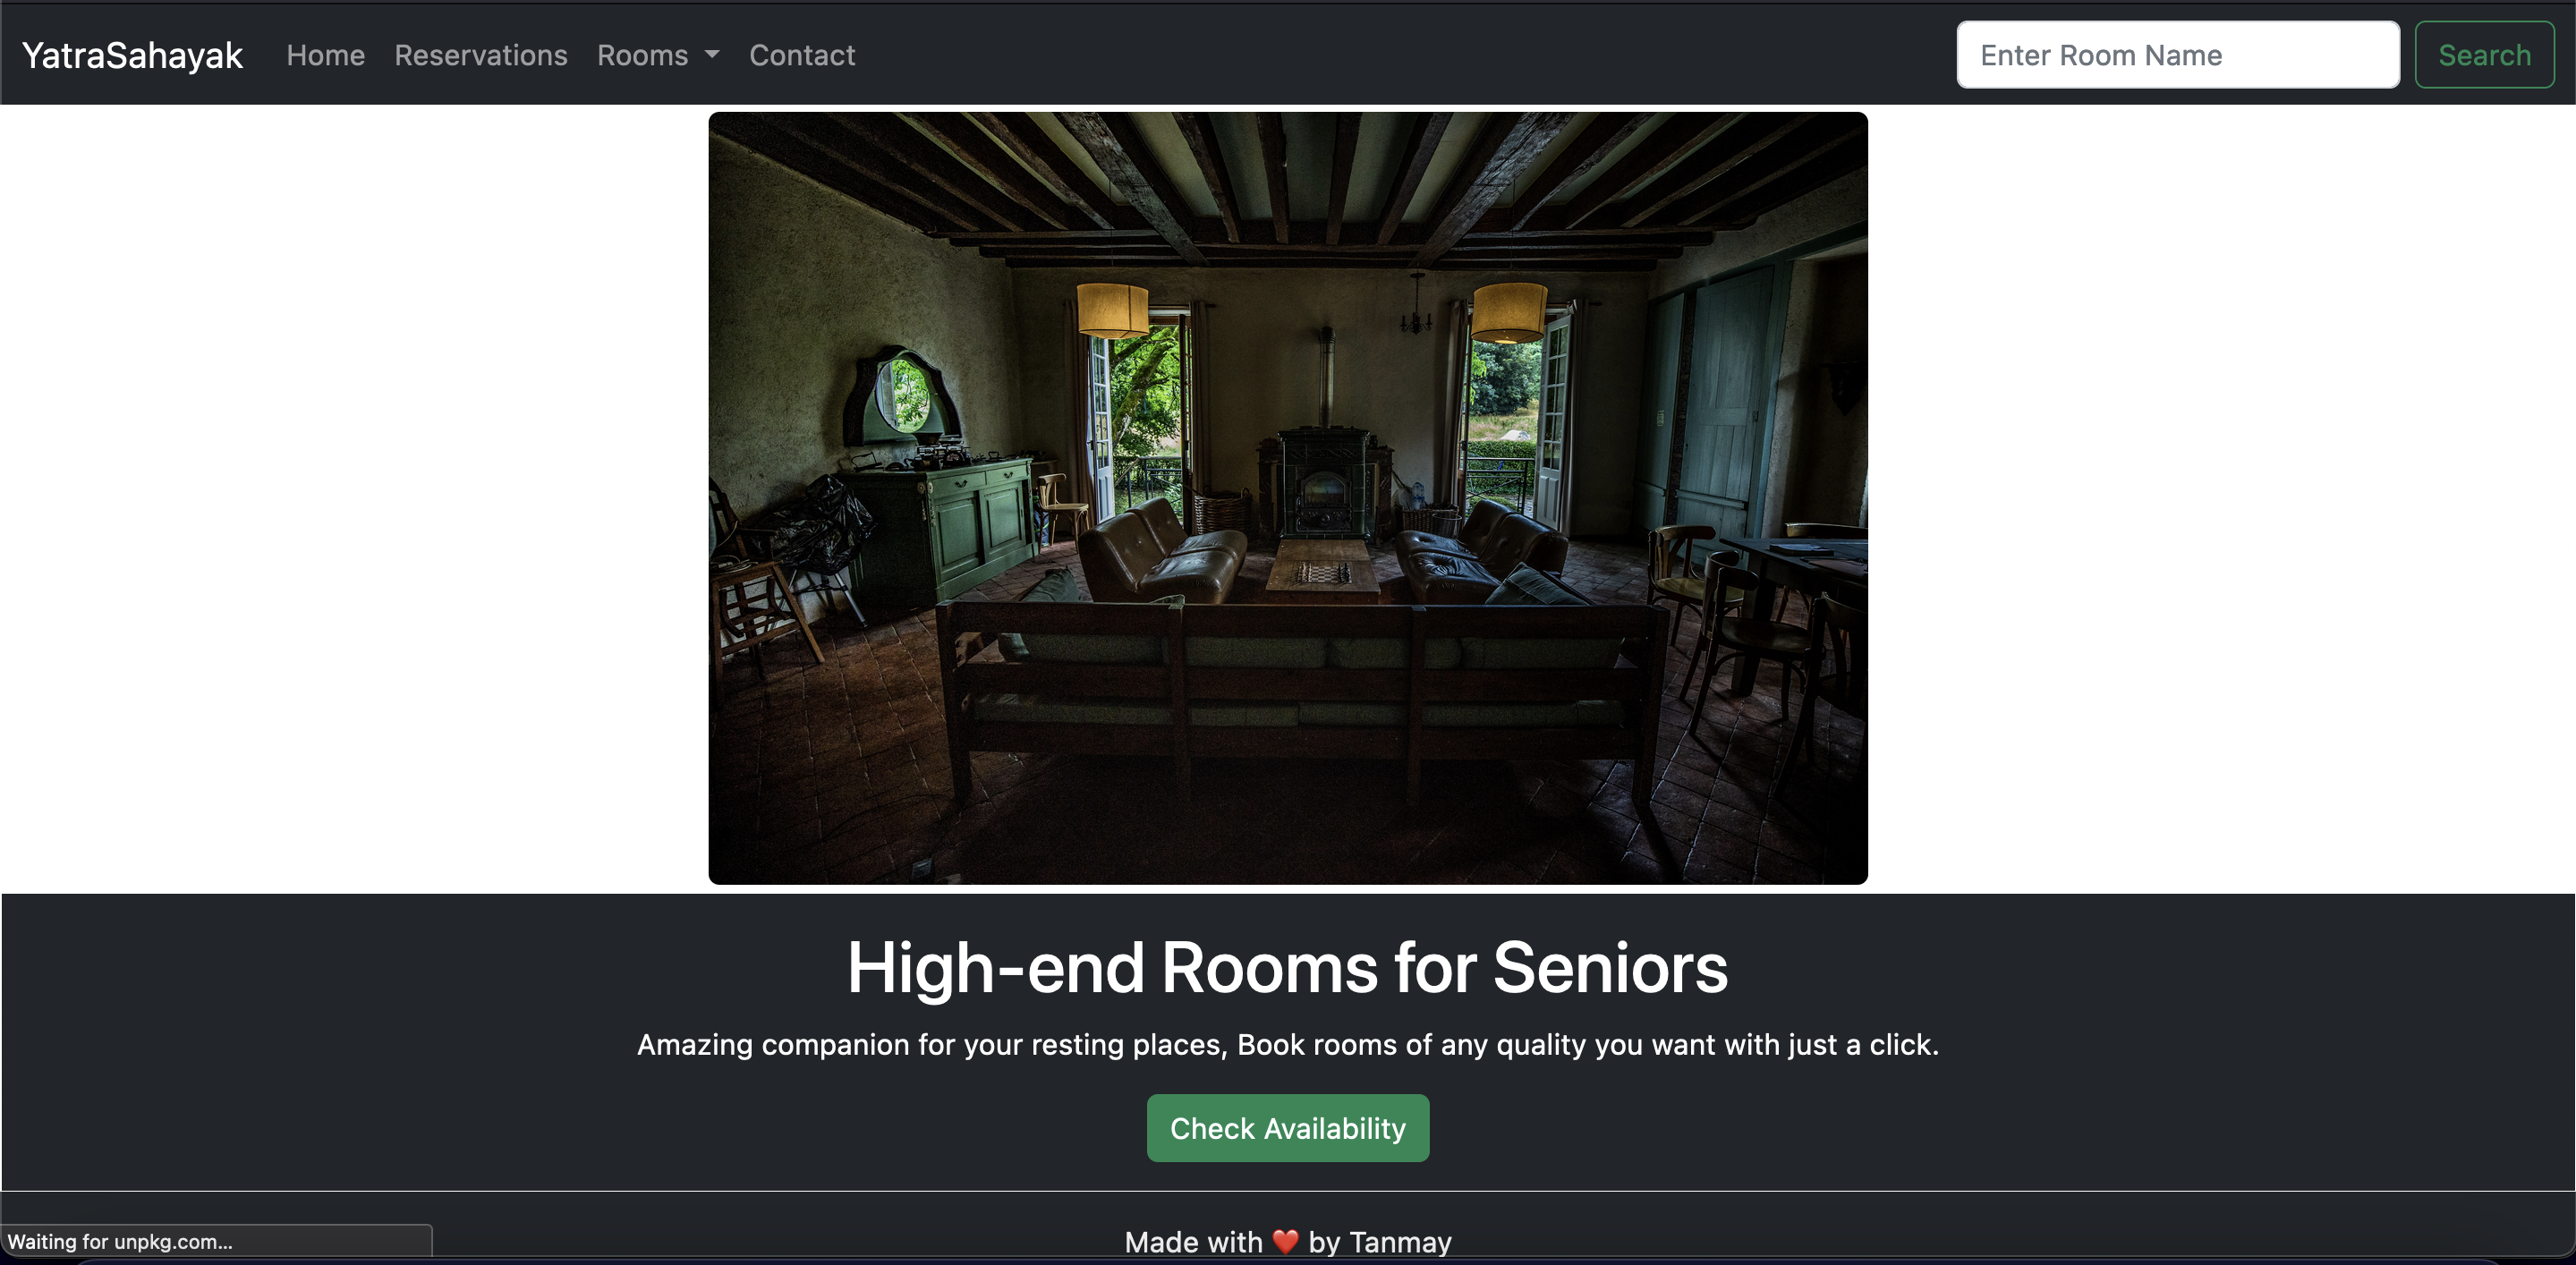 YatraSahayak Home Reservations Rooms Contact Enter Room Name Search
High-end Rooms for Seniors
Amazing companion for your resting places, Book rooms of any quality you want with just a click.
Check Availability
Made with ❤️ by Tanmay
Waiting for unpkg.com...